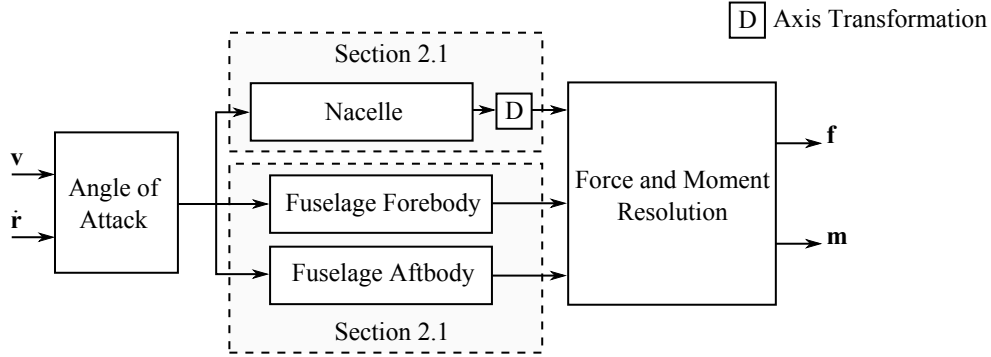 D Axis Transformation
Section 2.1
Nacelle
D
v
ṙ
Angle of
Attack
Fuselage Forebody
Fuselage Aftbody
Section 2.1
Force and Moment
Resolution
f
m